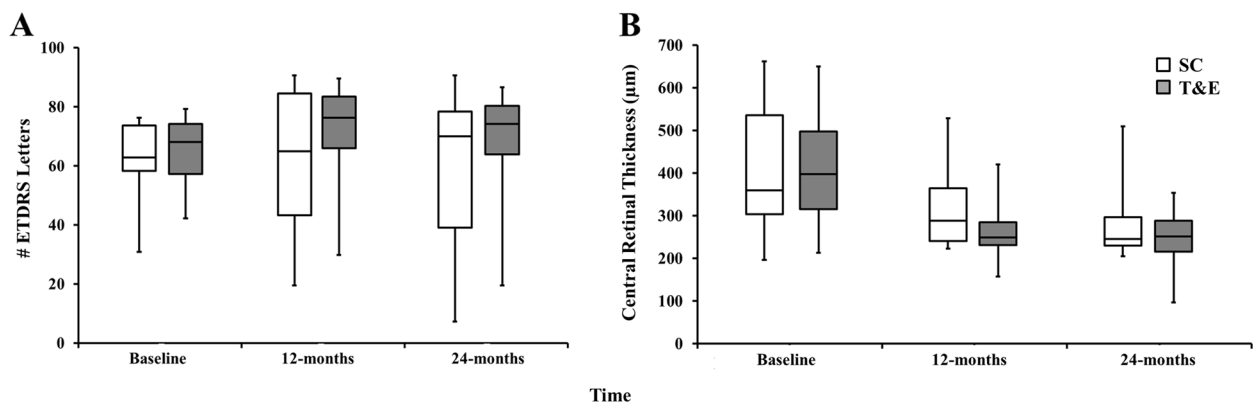 A
# ETDRS Letters
100
80
60
40
20
0
Baseline
12-months
24-months
B
Central Retinal Thickness (μm)
700
600
500
400
300
200
100
0
SC
T&E
Baseline
12-months
24-months
Time